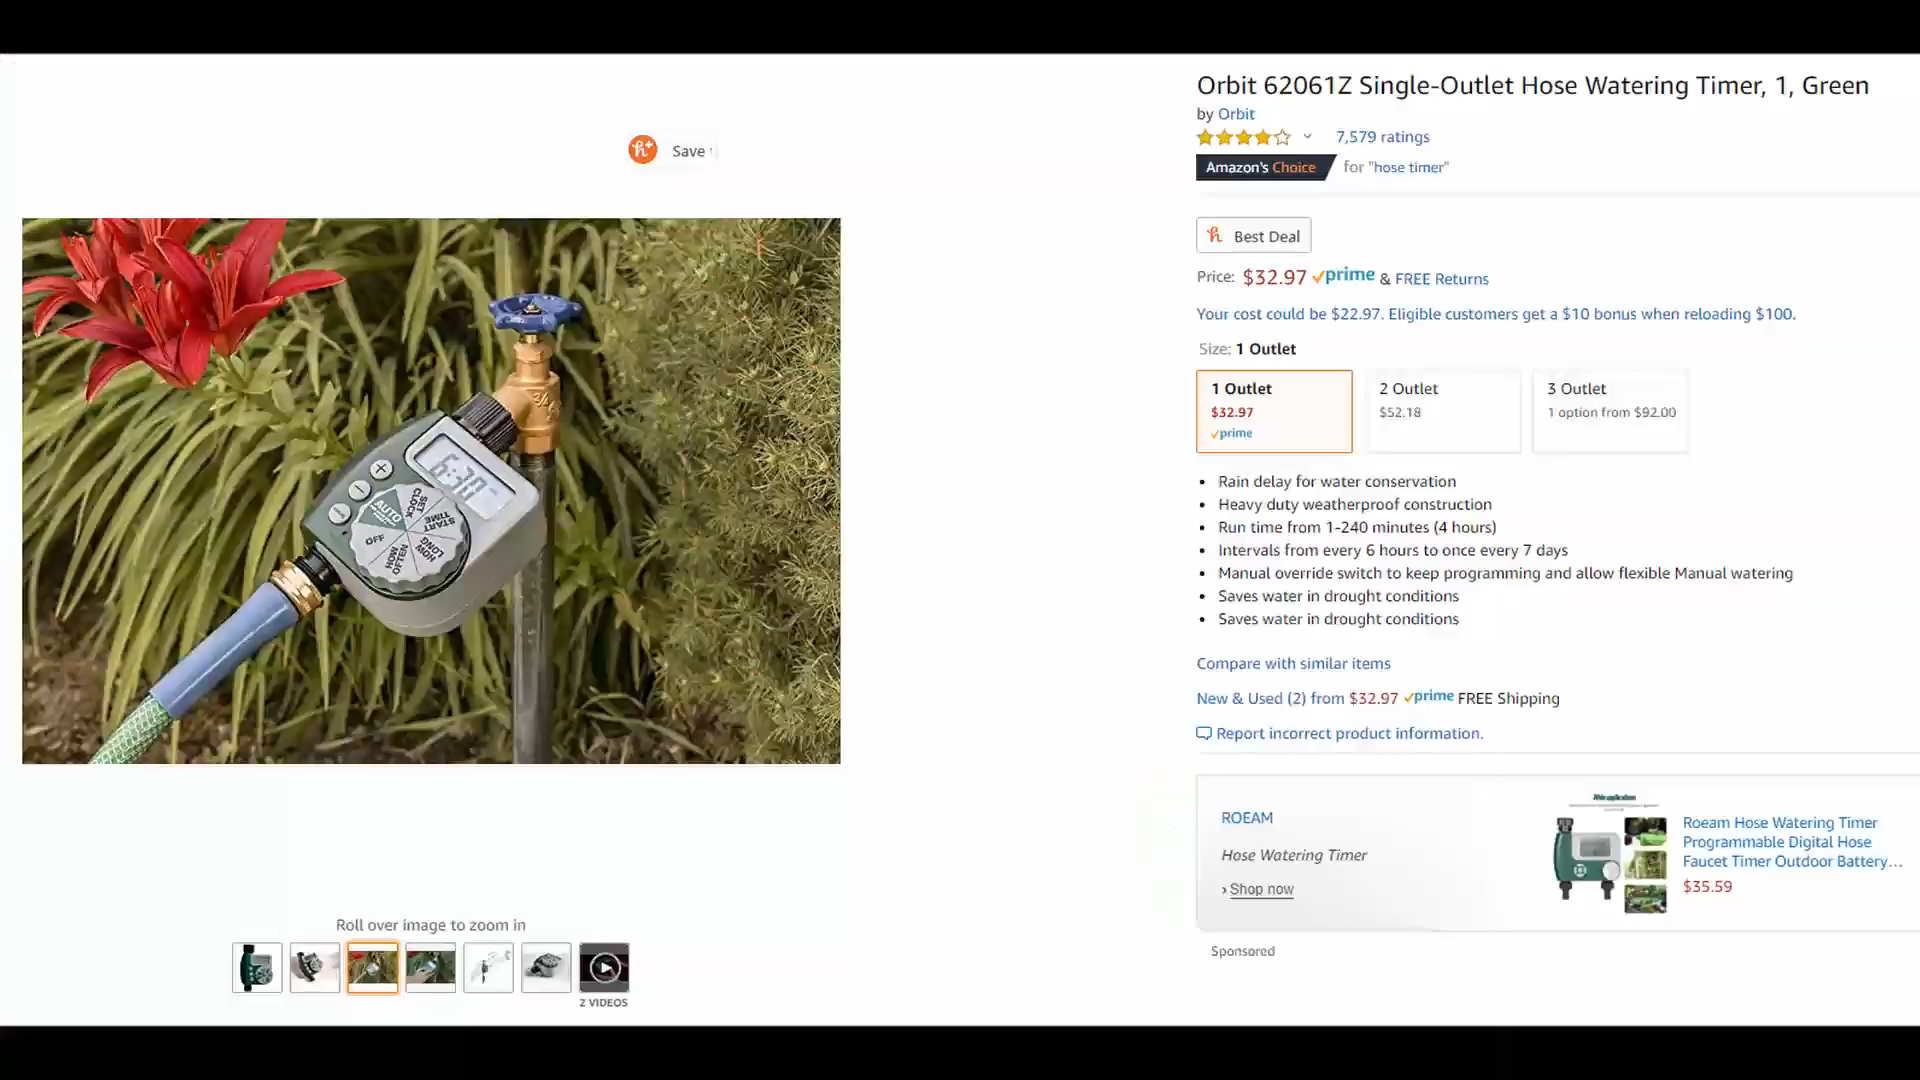 Orbit 62061Z Single-Outlet Hose Watering Timer, 1, Green
by Orbit
7,579 ratings
Amazon's Choice for "hose timer"
Save
Best Deal
Price: $32.97 prime & FREE Returns
Your cost could be $22.97. Eligible customers get a $10 bonus when reloading $100.
Size: 1 Outlet
1 Outlet
$32.97
prime
2 Outlet
$52.18
3 Outlet
1 option from $92.00
6:30
AUTO
SET CLOCK
START TIME
HOW LONG
HOW OFTEN
OFF
• Rain delay for water conservation
• Heavy duty weatherproof construction
• Run time from 1-240 minutes (4 hours)
• Intervals from every 6 hours to once every 7 days
• Manual override switch to keep programming and allow flexible Manual watering
• Saves water in drought conditions
• Saves water in drought conditions
Compare with similar items
New & Used (2) from $32.97 prime FREE Shipping
Report incorrect product information.
ROEAM
Hose Watering Timer
› Shop now
Roeam Hose Watering Timer
Programmable Digital Hose
Faucet Timer Outdoor Battery...
$35.59
Sponsored
Roll over image to zoom in
2 VIDEOS